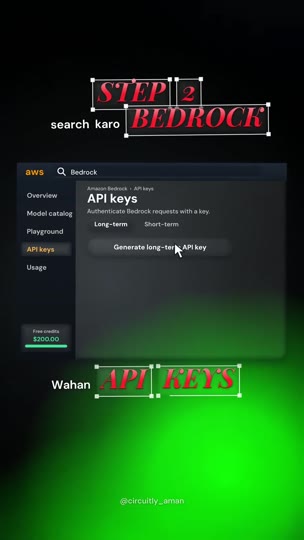 STEP 2
search karo BEDROCK
aws
Bedrock
Overview
Model catalog
Playground
API keys
Usage
Free credits:
$200.00
Amazon Bedrock › API keys
API keys
Authenticate Bedrock requests with a key.
Long-term Short-term
Generate long-term API key
Wahan API KEYS
@circuitly_aman